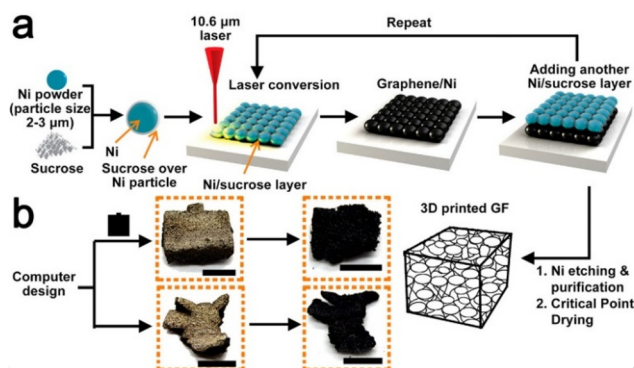 a
10.6 μm
laser
Repeat
Ni powder
(particle size
2-3 μm)
Sucrose
Ni
Sucrose over
Ni particle
Laser conversion
Ni/sucrose layer
Graphene/Ni
Adding another
Ni/sucrose layer
b
Computer
design
3D printed GF
1. Ni etching &
purification
2. Critical Point
Drying